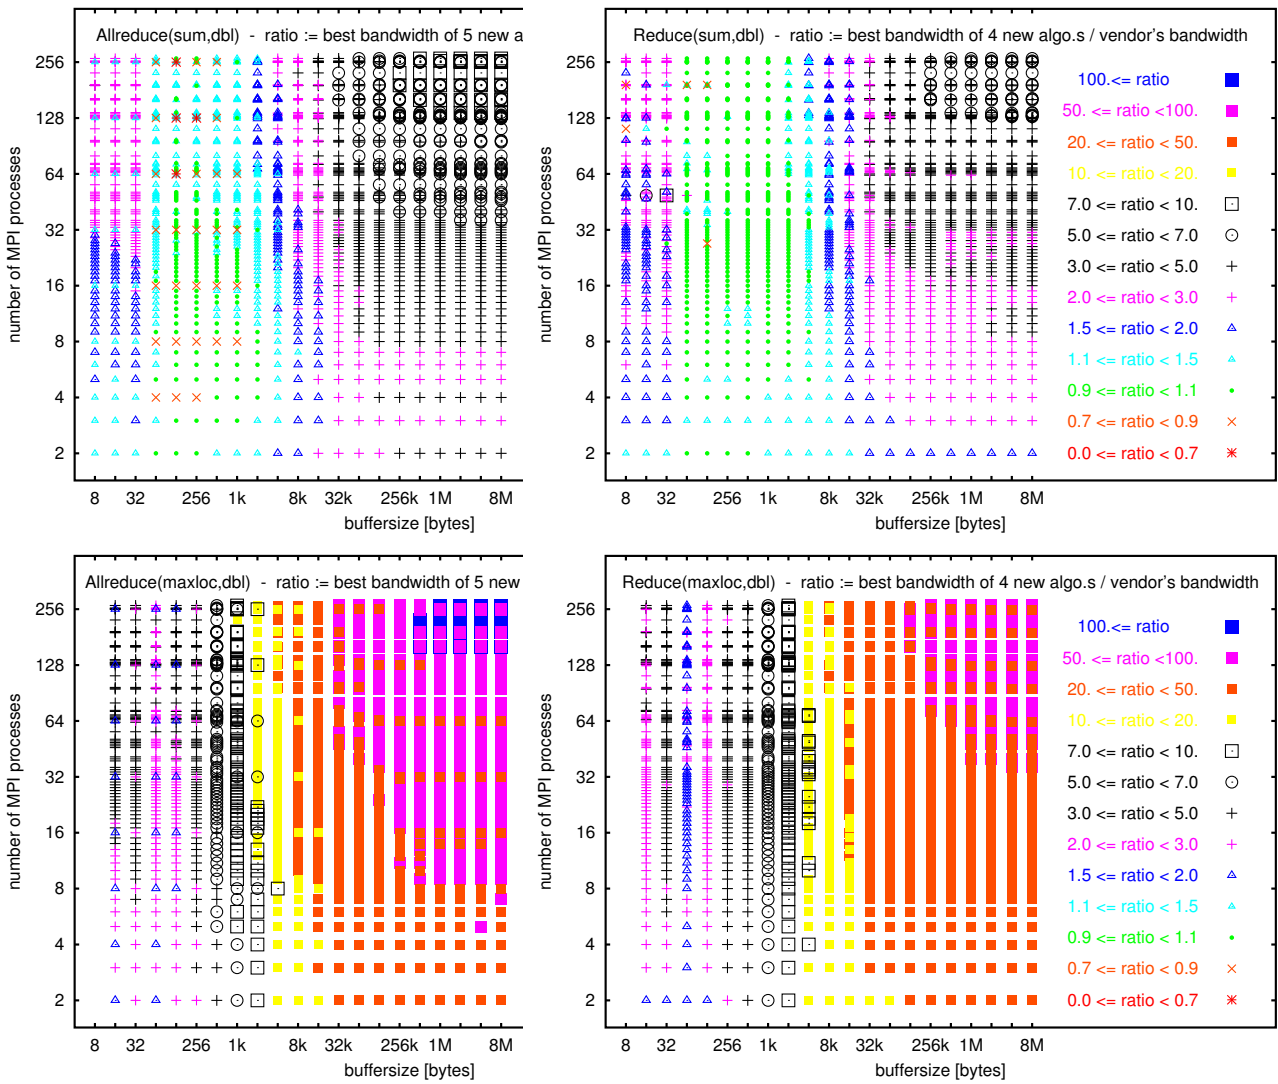 Allreduce(sum,dbl) - ratio := best bandwidth of 5 new a
number of MPI processes
256
128
64
32
16
8
4
2
8 32 256 1k 8k 32k 256k 1M 8M
buffersize [bytes]
Reduce(sum,dbl) - ratio := best bandwidth of 4 new algo.s / vendor's bandwidth
number of MPI processes
256
128
64
32
16
8
4
2
8 32 256 1k 8k 32k 256k 1M 8M
buffersize [bytes]
100.<= ratio
50. <= ratio <100.
20. <= ratio < 50.
10. <= ratio < 20.
7.0 <= ratio < 10.
5.0 <= ratio < 7.0
3.0 <= ratio < 5.0
2.0 <= ratio < 3.0
1.5 <= ratio < 2.0
1.1 <= ratio < 1.5
0.9 <= ratio < 1.1
0.7 <= ratio < 0.9
0.0 <= ratio < 0.7
Allreduce(maxloc,dbl) - ratio := best bandwidth of 5 new
number of MPI processes
256
128
64
32
16
8
4
2
8 32 256 1k 8k 32k 256k 1M 8M
buffersize [bytes]
Reduce(maxloc,dbl) - ratio := best bandwidth of 4 new algo.s / vendor's bandwidth
number of MPI processes
256
128
64
32
16
8
4
2
8 32 256 1k 8k 32k 256k 1M 8M
buffersize [bytes]
100.<= ratio
50. <= ratio <100.
20. <= ratio < 50.
10. <= ratio < 20.
7.0 <= ratio < 10.
5.0 <= ratio < 7.0
3.0 <= ratio < 5.0
2.0 <= ratio < 3.0
1.5 <= ratio < 2.0
1.1 <= ratio < 1.5
0.9 <= ratio < 1.1
0.7 <= ratio < 0.9
0.0 <= ratio < 0.7